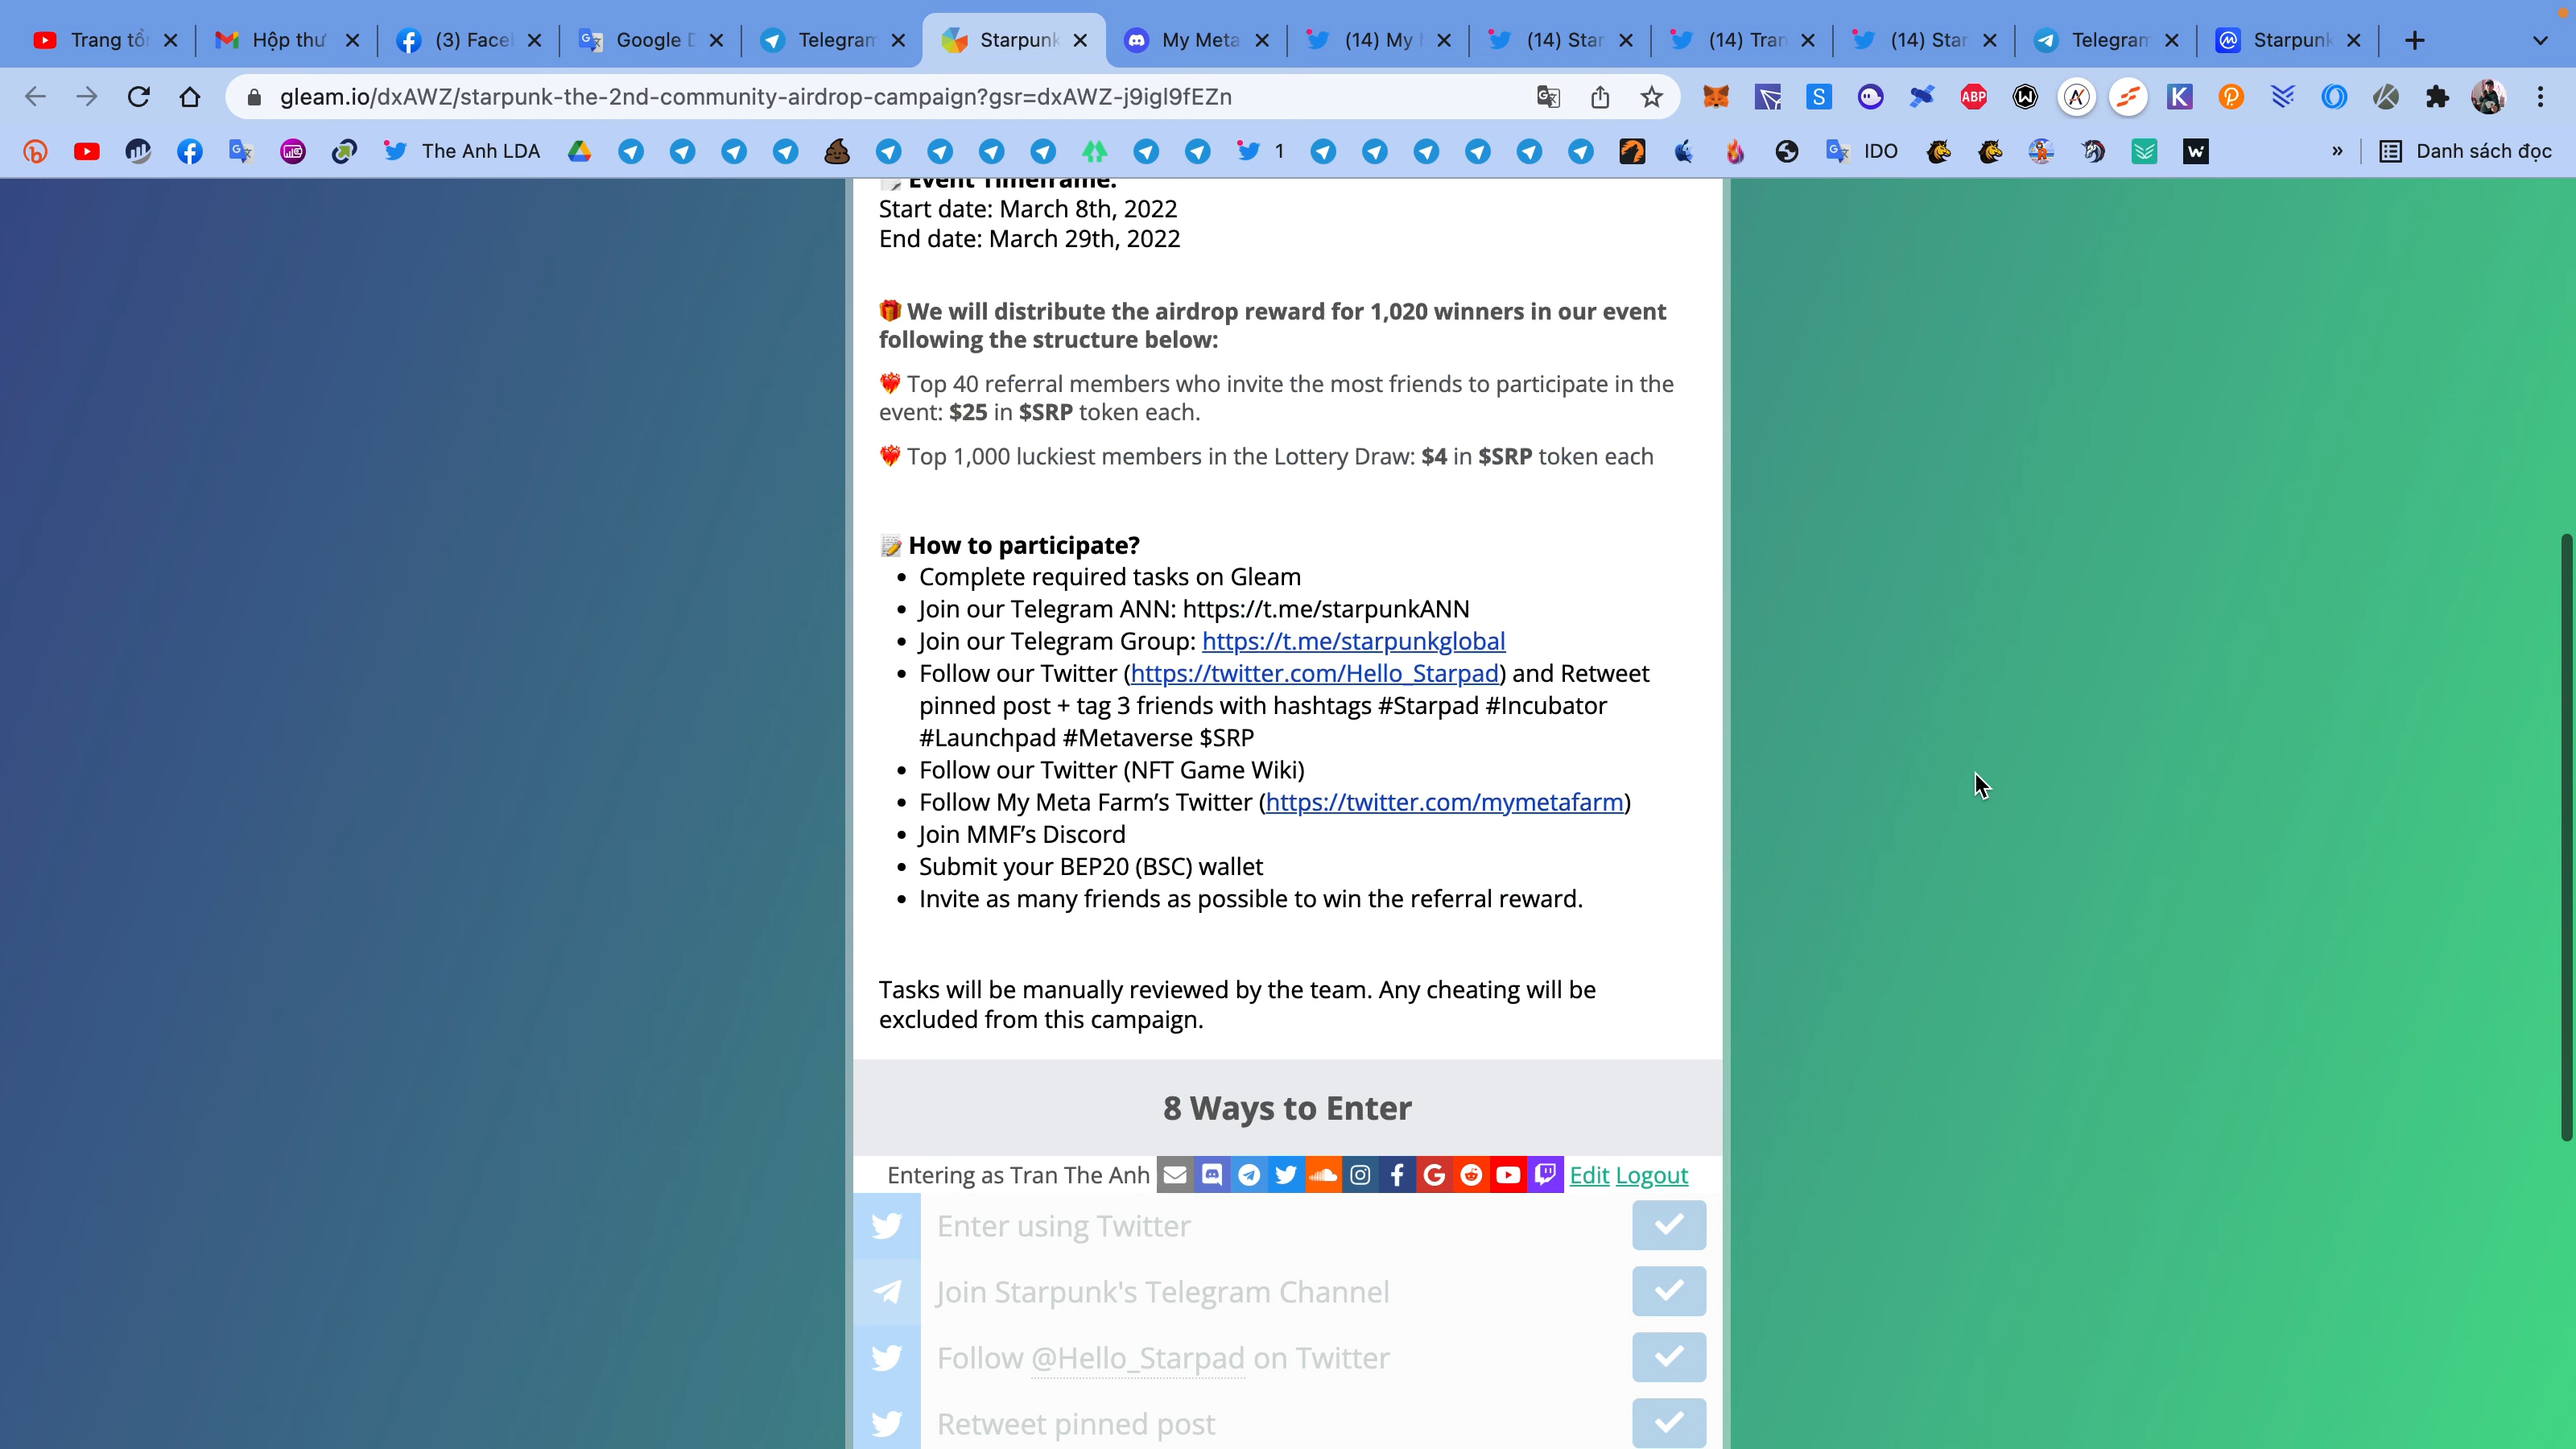 Trang tổ
Hộp thư
(3) Facel
Google D
Telegram
Starpunk
My Meta
(14) My
(14) Star
(14) Tran
(14) Star
Telegram
Starpunk
gleam.io/dxAWZ/starpunk-the-2nd-community-airdrop-campaign?gsr=dxAWZ-j9igl9fEZn
ABP
The Anh LDA
1
IDO
»
Danh sách đọc
Event Timeframe:
Start date: March 8th, 2022
End date: March 29th, 2022
We will distribute the airdrop reward for 1,020 winners in our event
following the structure below:
Top 40 referral members who invite the most friends to participate in the
event: $25 in $SRP token each.
Top 1,000 luckiest members in the Lottery Draw: $4 in $SRP token each
How to participate?
• Complete required tasks on Gleam
• Join our Telegram ANN: https://t.me/starpunkANN
• Join our Telegram Group: https://t.me/starpunkglobal
• Follow our Twitter (https://twitter.com/Hello_Starpad) and Retweet
pinned post + tag 3 friends with hashtags #Starpad #Incubator
#Launchpad #Metaverse $SRP
• Follow our Twitter (NFT Game Wiki)
• Follow My Meta Farm’s Twitter (https://twitter.com/mymetafarm)
• Join MMF’s Discord
• Submit your BEP20 (BSC) wallet
• Invite as many friends as possible to win the referral reward.
Tasks will be manually reviewed by the team. Any cheating will be
excluded from this campaign.
8 Ways to Enter
Entering as Tran The Anh
Edit Logout
Enter using Twitter
Join Starpunk's Telegram Channel
Follow @Hello_Starpad on Twitter
Retweet pinned post